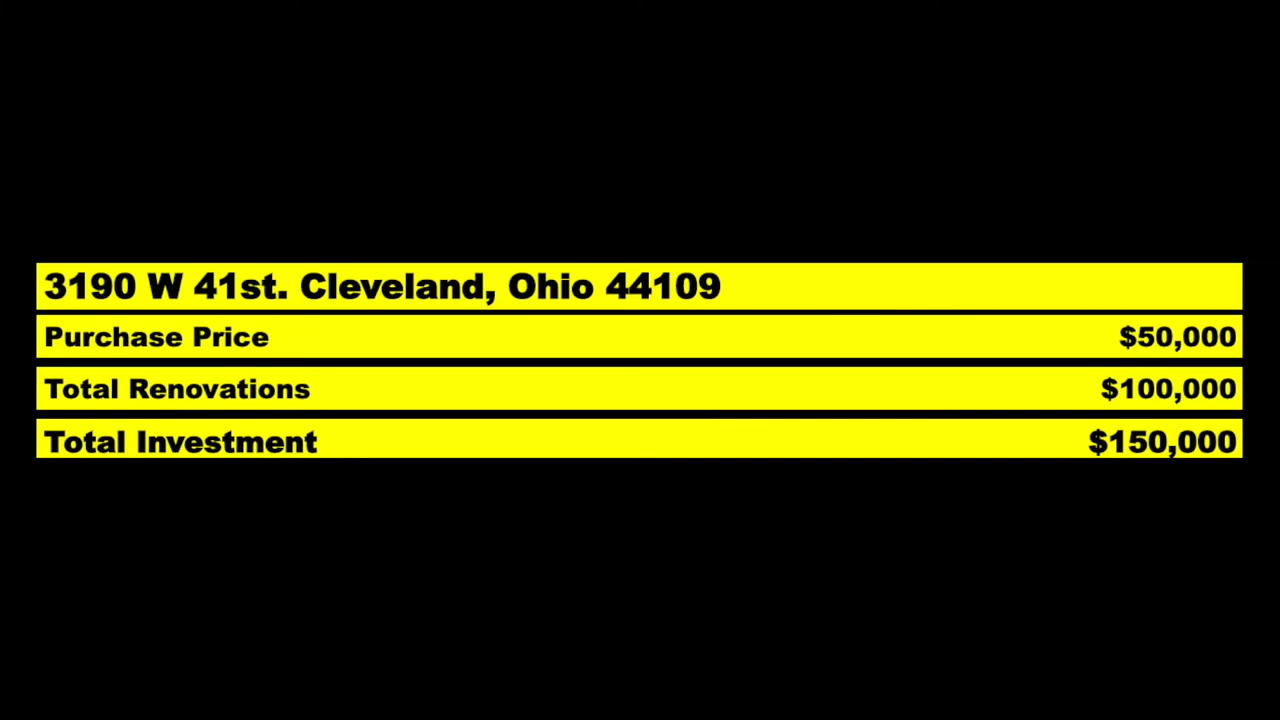 3190 W 41st. Cleveland, Ohio 44109
Purchase Price $50,000
Total Renovations $100,000
Total Investment $150,000